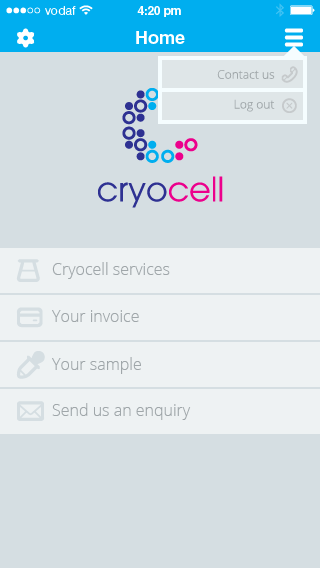 vodaf 4:20 pm
Home
Contact us
Log out
cryocell
Cryocell services
Your invoice
Your sample
Send us an enquiry